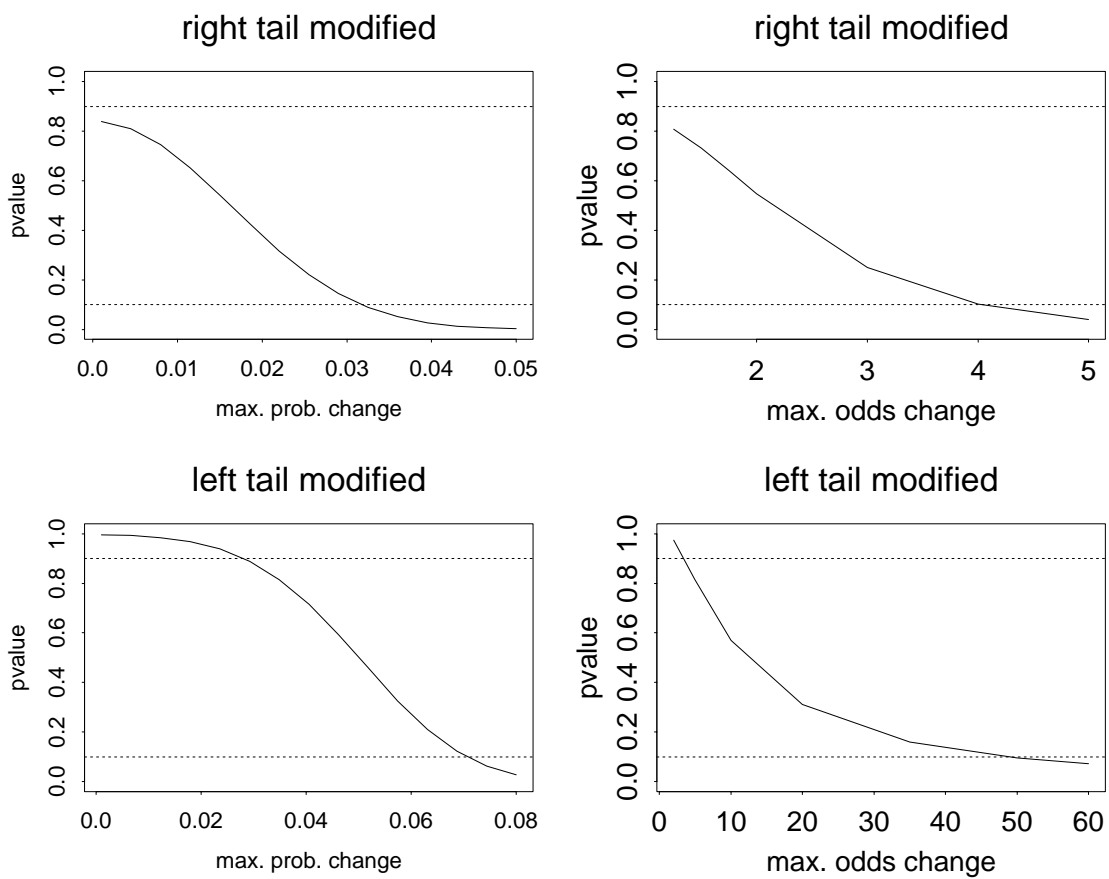 right tail modified
pvalue
1.0
0.8
0.6
0.4
0.2
0.0
0.0 0.01 0.02 0.03 0.04 0.05
max. prob. change
right tail modified
pvalue
1.0
0.8
0.6
0.4
0.2
0.0
2 3 4 5
max. odds change
left tail modified
pvalue
1.0
0.8
0.6
0.4
0.2
0.0
0.0 0.02 0.04 0.06 0.08
max. prob. change
left tail modified
pvalue
1.0
0.8
0.6
0.4
0.2
0.0
0 10 20 30 40 50 60
max. odds change